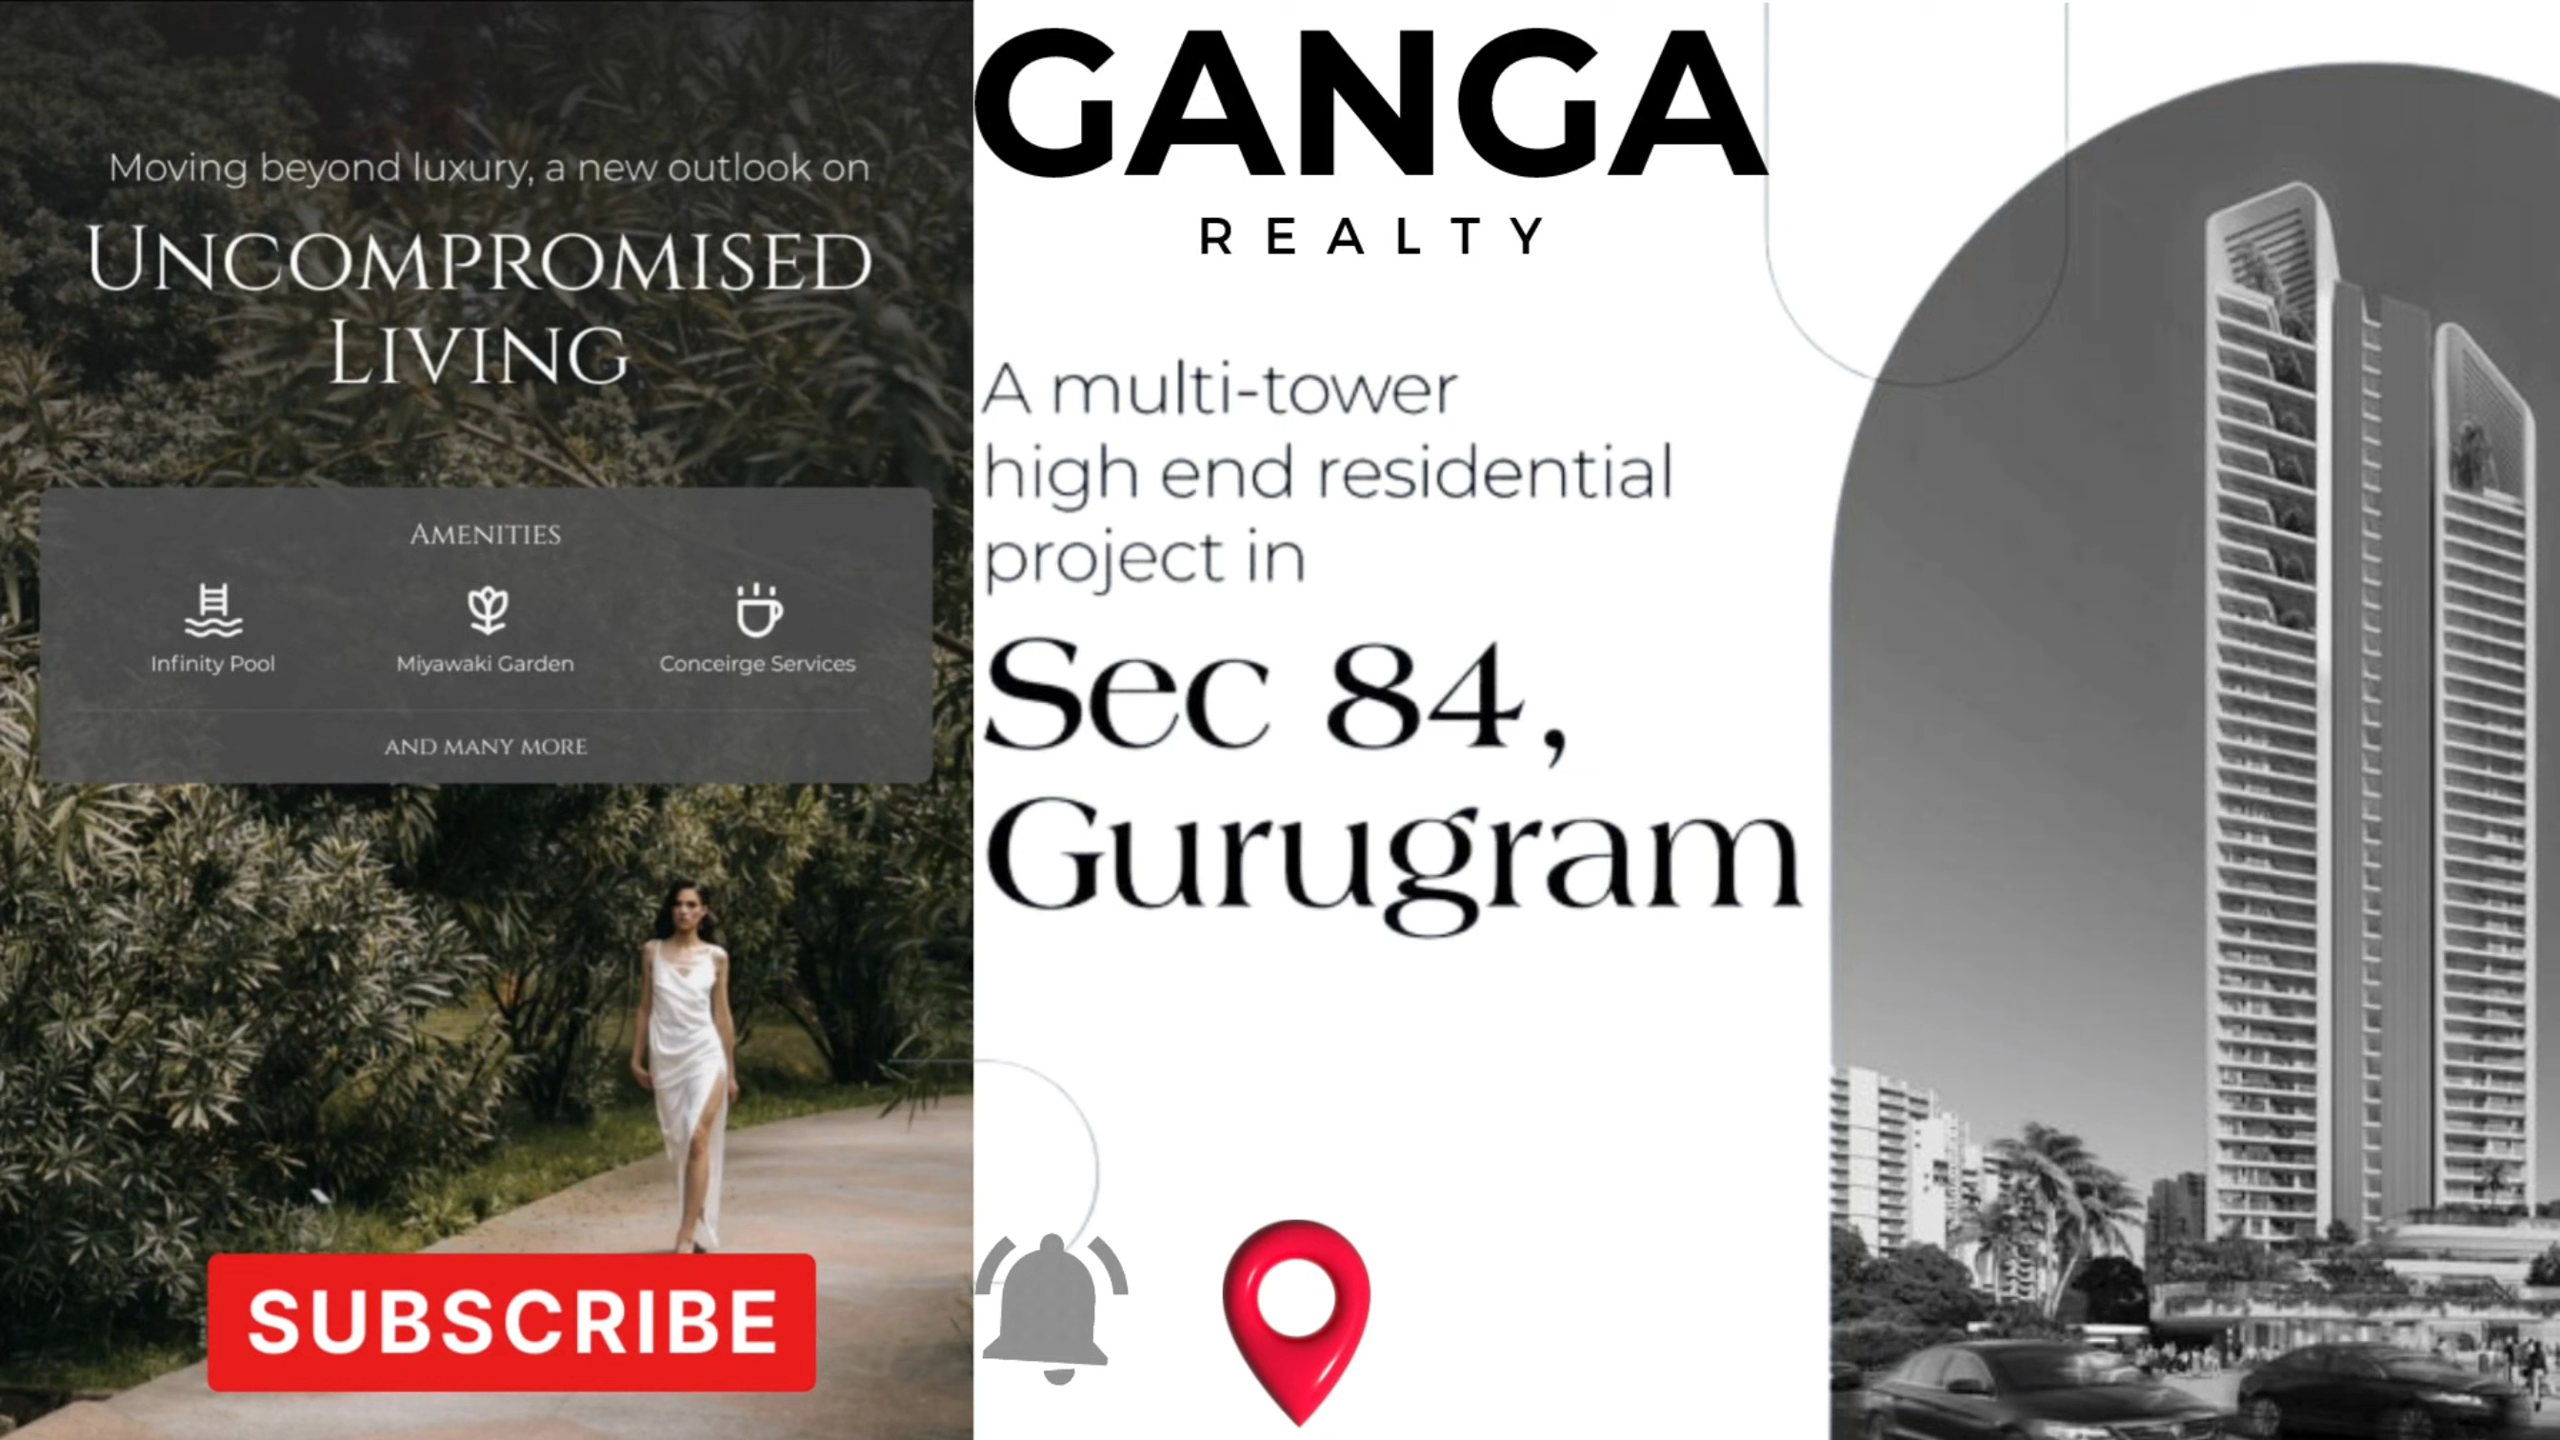 Moving beyond luxury, a new outlook on
UNCOMPROMISED
LIVING
AMENITIES
Infinity Pool
Miyawaki Garden
Conceirge Services
AND MANY MORE
SUBSCRIBE
GANGA
REALTY
A multi-tower
high end residential
project in
Sec 84,
Gurugram